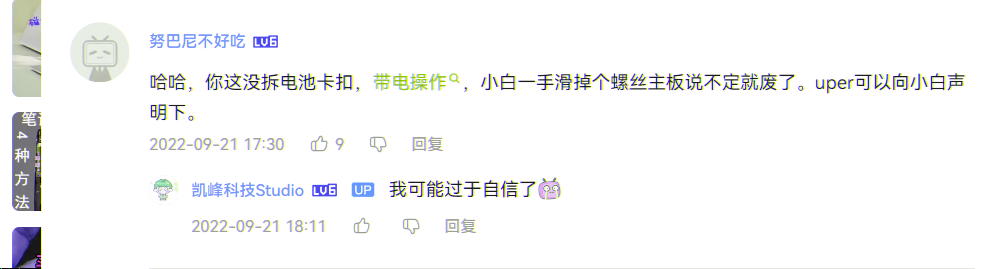 努巴尼不好吃 LV6
哈哈，你这没拆电池卡扣，带电操作，小白一手滑掉个螺丝主板说不定就废了。uper可以向小白声
明下。
2022-09-21 17:30 9 回复
凯峰科技Studio LV6 UP 我可能过于自信了
2022-09-21 18:11 回复
4
种
方
法